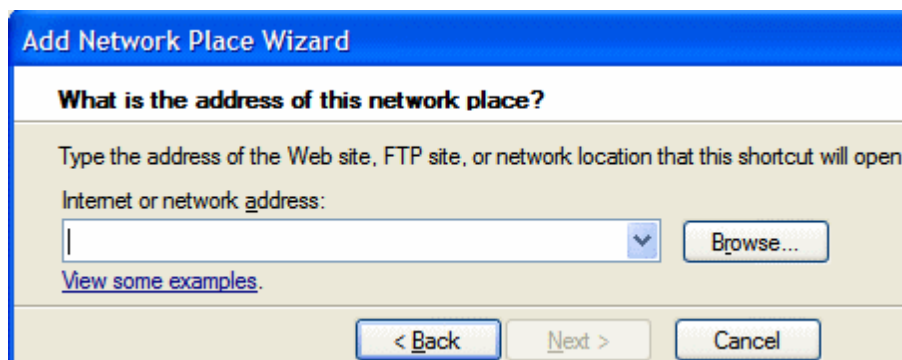 Add Network Place Wizard
What is the address of this network place?
Type the address of the Web site, FTP site, or network location that this shortcut will open
Internet or network address:
Browse...
View some examples.
< Back Next > Cancel